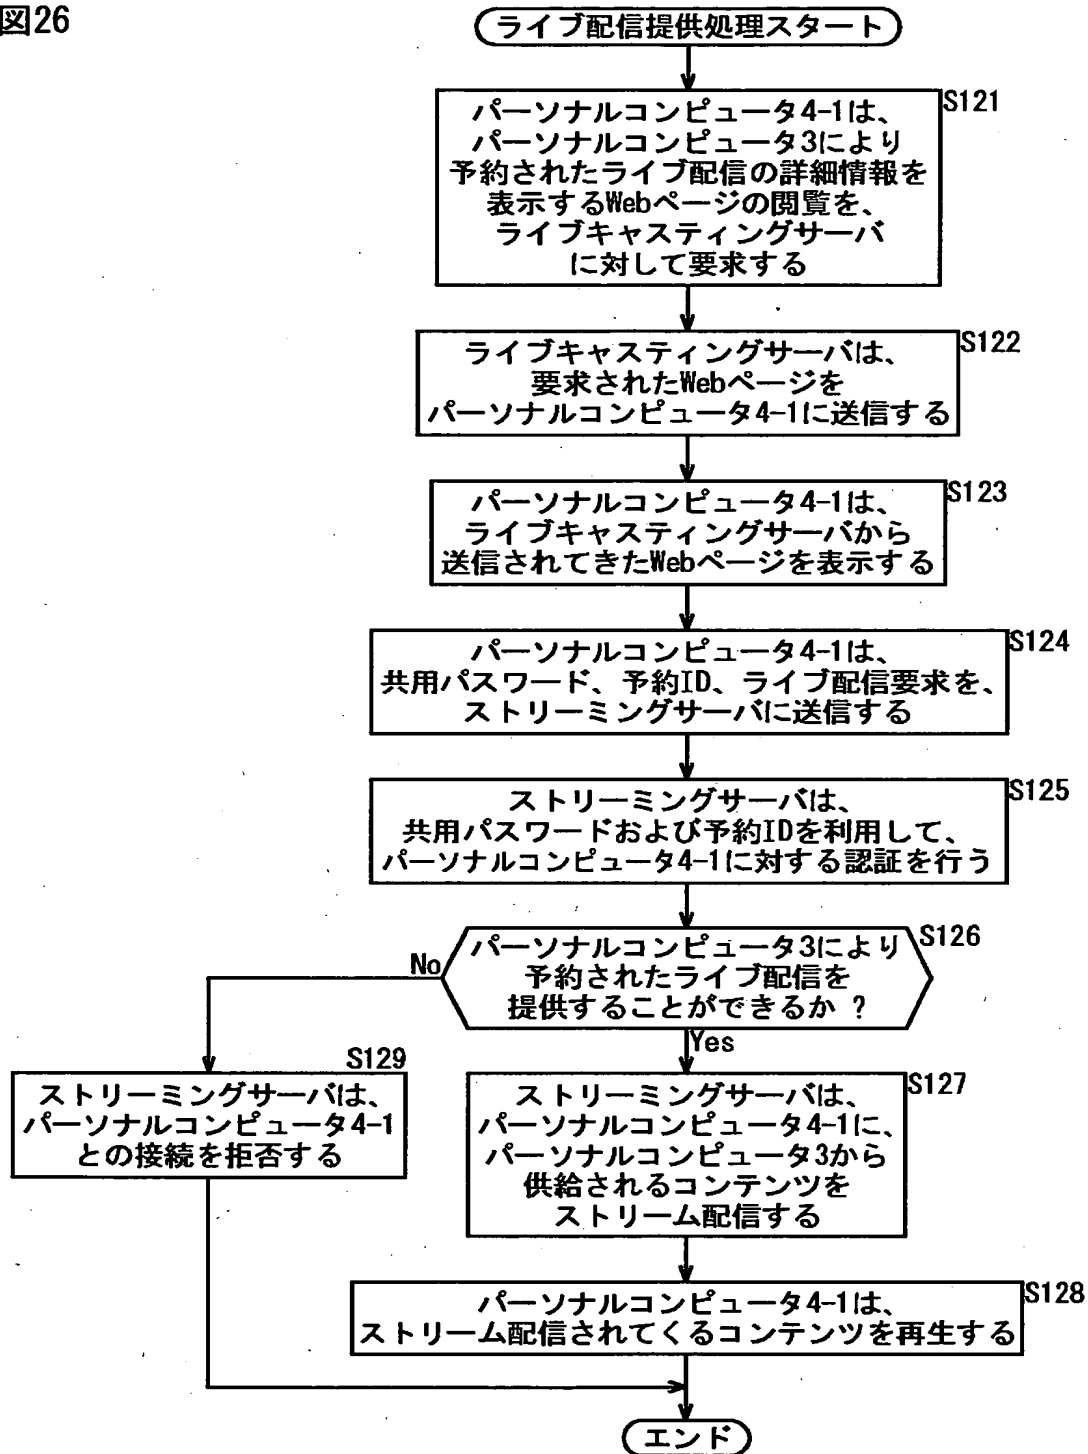 図26
ライブ配信提供処理スタート
S121
パーソナルコンピュータ4-1は、
パーソナルコンピュータ3により
予約されたライブ配信の詳細情報を
表示するWebページの閲覧を、
ライブキャスティングサーバ
に対して要求する
S122
ライブキャスティングサーバは、
要求されたWebページを
パーソナルコンピュータ4-1に送信する
S123
パーソナルコンピュータ4-1は、
ライブキャスティングサーバから
送信されてきたWebページを表示する
S124
パーソナルコンピュータ4-1は、
共用パスワード、予約ID、ライブ配信要求を、
ストリーミングサーバに送信する
S125
ストリーミングサーバは、
共用パスワードおよび予約IDを利用して、
パーソナルコンピュータ4-1に対する認証を行う
S126
パーソナルコンピュータ3により
予約されたライブ配信を
提供することができるか ?
No
Yes
S129
ストリーミングサーバは、
パーソナルコンピュータ4-1
との接続を拒否する
S127
ストリーミングサーバは、
パーソナルコンピュータ4-1に、
パーソナルコンピュータ3から
供給されるコンテンツを
ストリーム配信する
S128
パーソナルコンピュータ4-1は、
ストリーム配信されてくるコンテンツを再生する
エンド